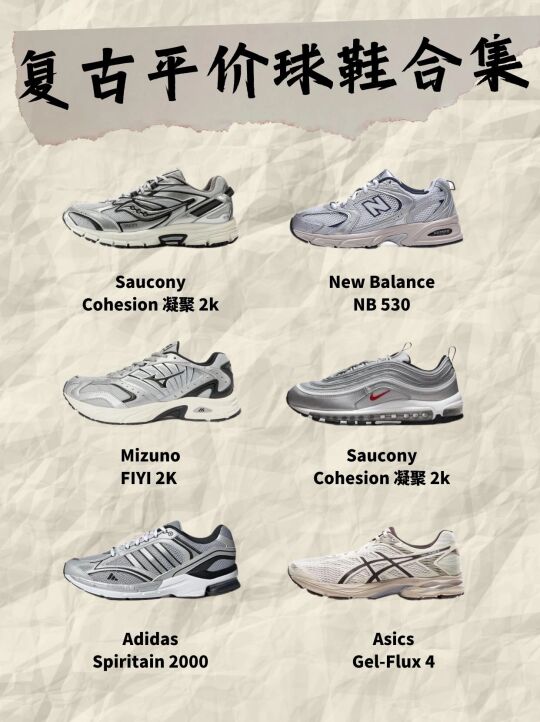 复古平价球鞋合集
Saucony
Cohesion 凝聚 2k
New Balance
NB 530
Mizuno
FIYI 2K
Saucony
Cohesion 凝聚 2k
Adidas
Spiritain 2000
Asics
Gel-Flux 4